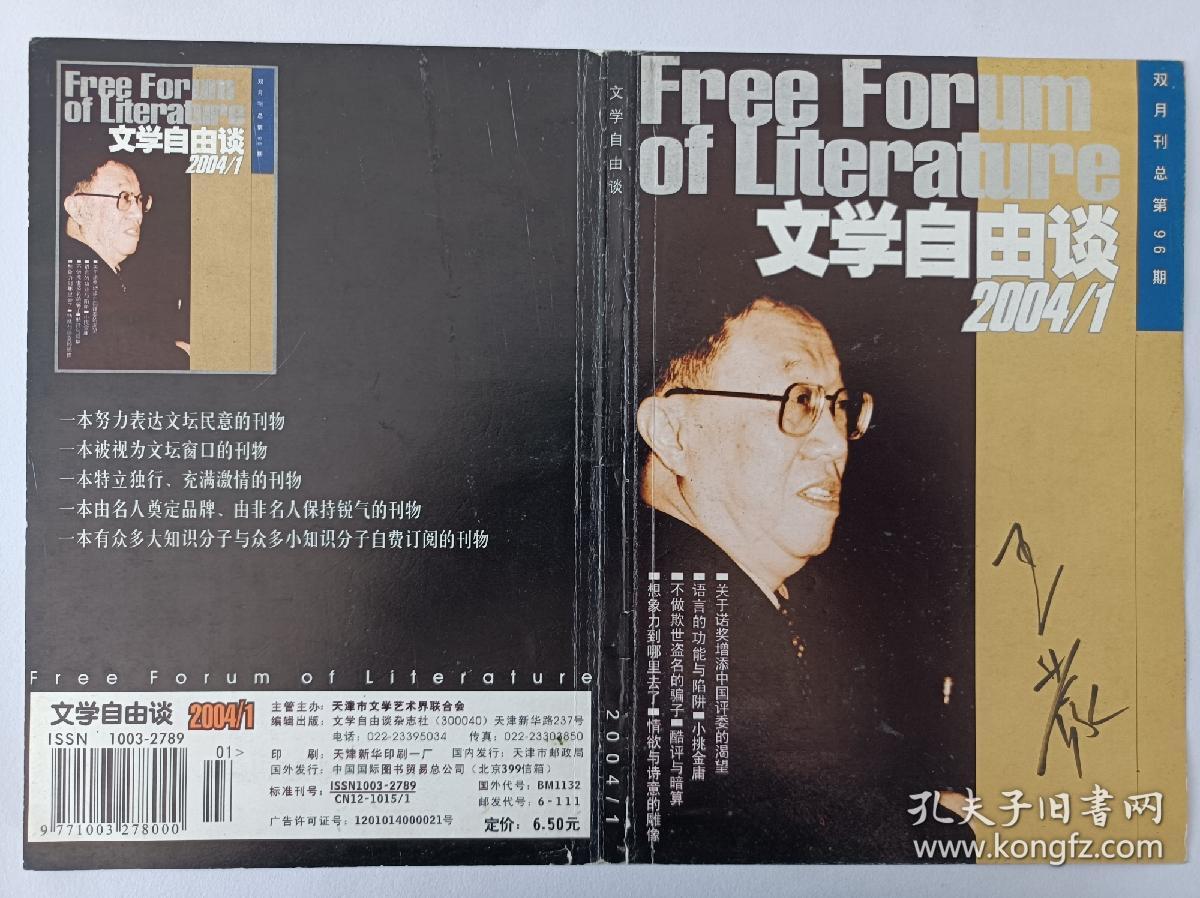 Free Forum
of Literature
文学自由谈
2004/1
一本努力表达文坛民意的刊物
一本被视为文坛窗口的刊物
一本特立独行、充满激情的刊物
一本由名人奠定品牌、由非名人保持锐气的刊物
一本有众多大知识分子与众多小知识分子自费订阅的刊物
Free Forum of Literature
文学自由谈 2004/1
ISSN 1003-2789
01>
9 771003 278000
主管主办：天津市文学艺术界联合会
编辑出版：文学自由谈杂志社（300040）天津新华路237号
电话：022-23395034 传真：022-23303850
印 刷：天津新华印刷一厂 国内发行：天津市邮政局
国外发行：中国国际图书贸易总公司（北京399信箱）
标准刊号：ISSN1003-2789
CN12-1015/1
国外代号：BM1132
邮发代号：6-111
广告许可证号：1201014000021号
定价：6.50元
文学自由谈
2004/1
Free Forum
of Literature
文学自由谈
2004/1
双月刊总第96期
■关于诺奖增添中国评委的渴望
■语言的功能与陷阱■小挑金庸
■不做欺世盗名的骗子■酷评与暗算
■想象力到哪里去了■情欲与诗意的雕像
孔夫子旧书网
www.kongfz.com